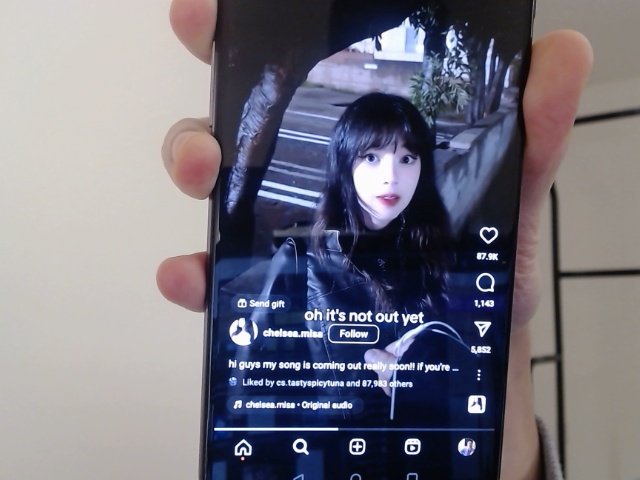 87.9K
1,143
Send gift
oh it's not out yet
chelsea.misa Follow
5,852
hi guys my song is coming out really soon!! if you're ...
Liked by cs.tastyspicytuna and 87,983 others
chelsea.misa • Original audio